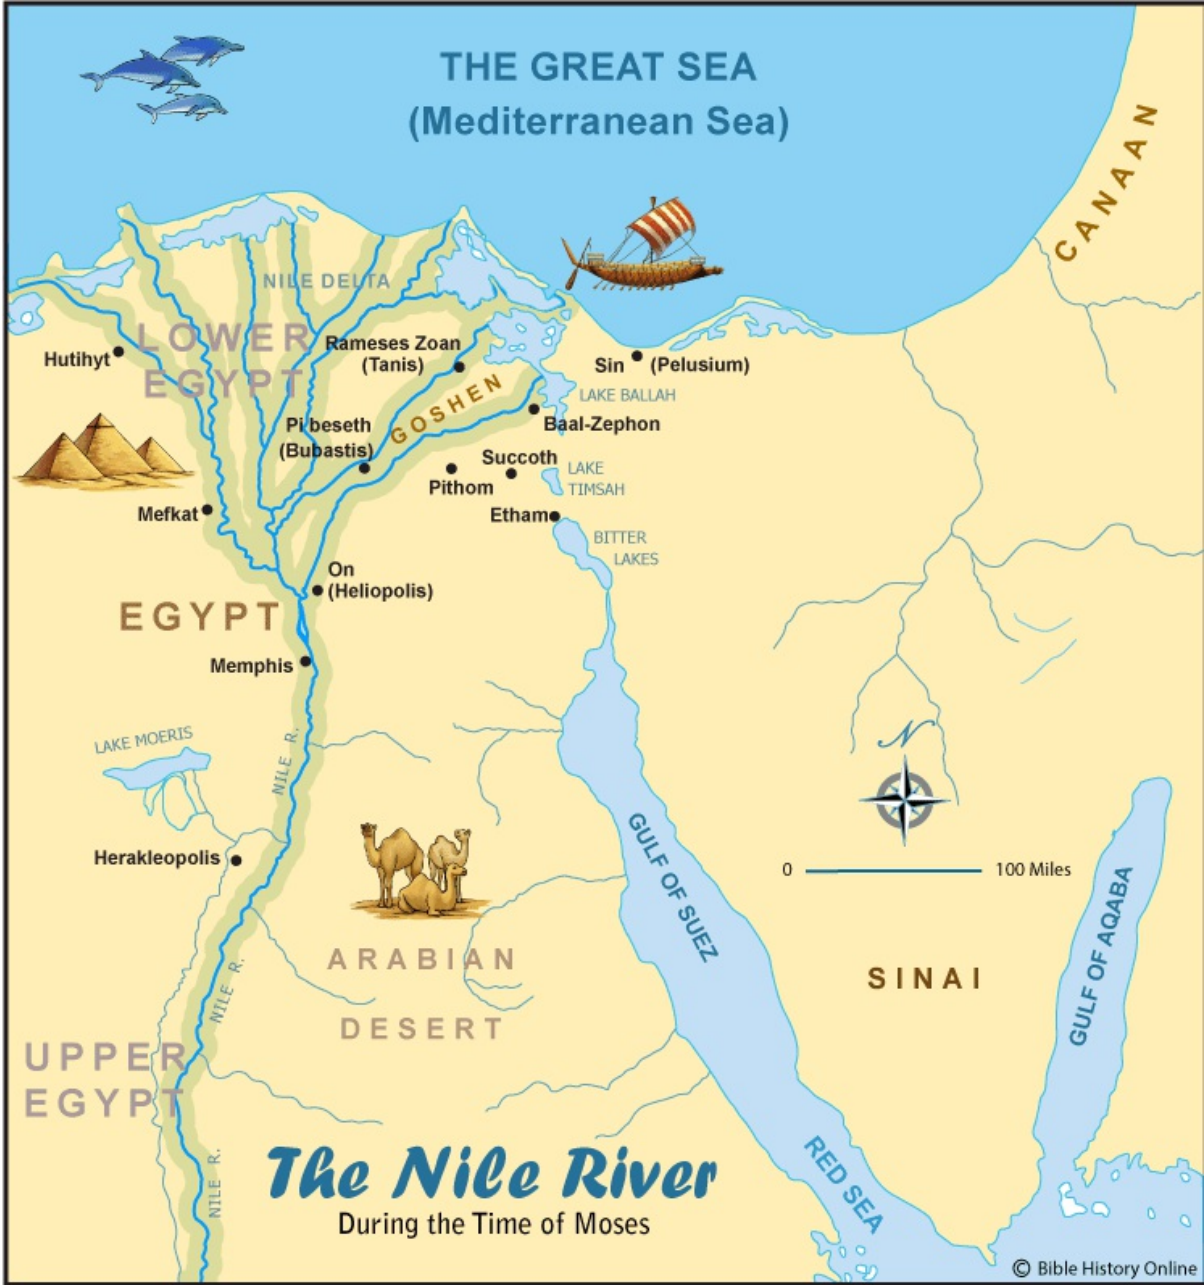 THE GREAT SEA
(Mediterranean Sea)
CANAAN
NILE DELTA
LOWER
EGYPT
Hutihyt
Rameses Zoan
(Tanis)
Sin (Pelusium)
GOSHEN
LAKE BALLAH
Baal-Zephon
Pi beseth
(Bubastis)
Succoth
Pithom
LAKE
TIMSAH
Mefkat
Etham
BITTER
LAKES
On
(Heliopolis)
EGYPT
Memphis
LAKE MOERIS
NILE R.
N
Herakleopolis
GULF OF SUEZ
0 100 Miles
GULF OF AQABA
ARABIAN
DESERT
SINAI
NILE R.
UPPER
EGYPT
NILE R.
RED SEA
The Nile River
During the Time of Moses
© Bible History Online